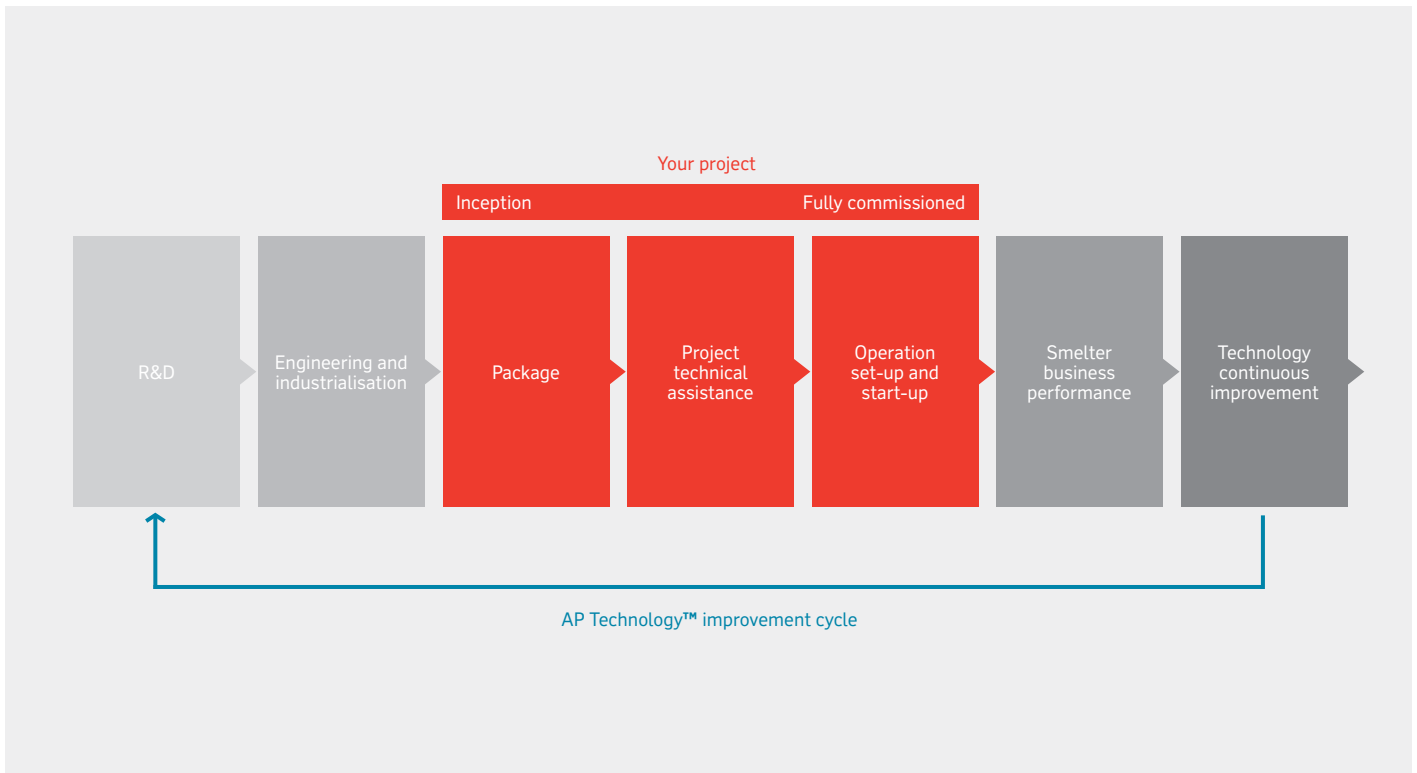 Your project
Inception
Fully commissioned
R&D
Engineering and
industrialisation
Package
Project
technical
assistance
Operation
set-up and
start-up
Smelter
business
performance
Technology
continuous
improvement
AP Technology™ improvement cycle